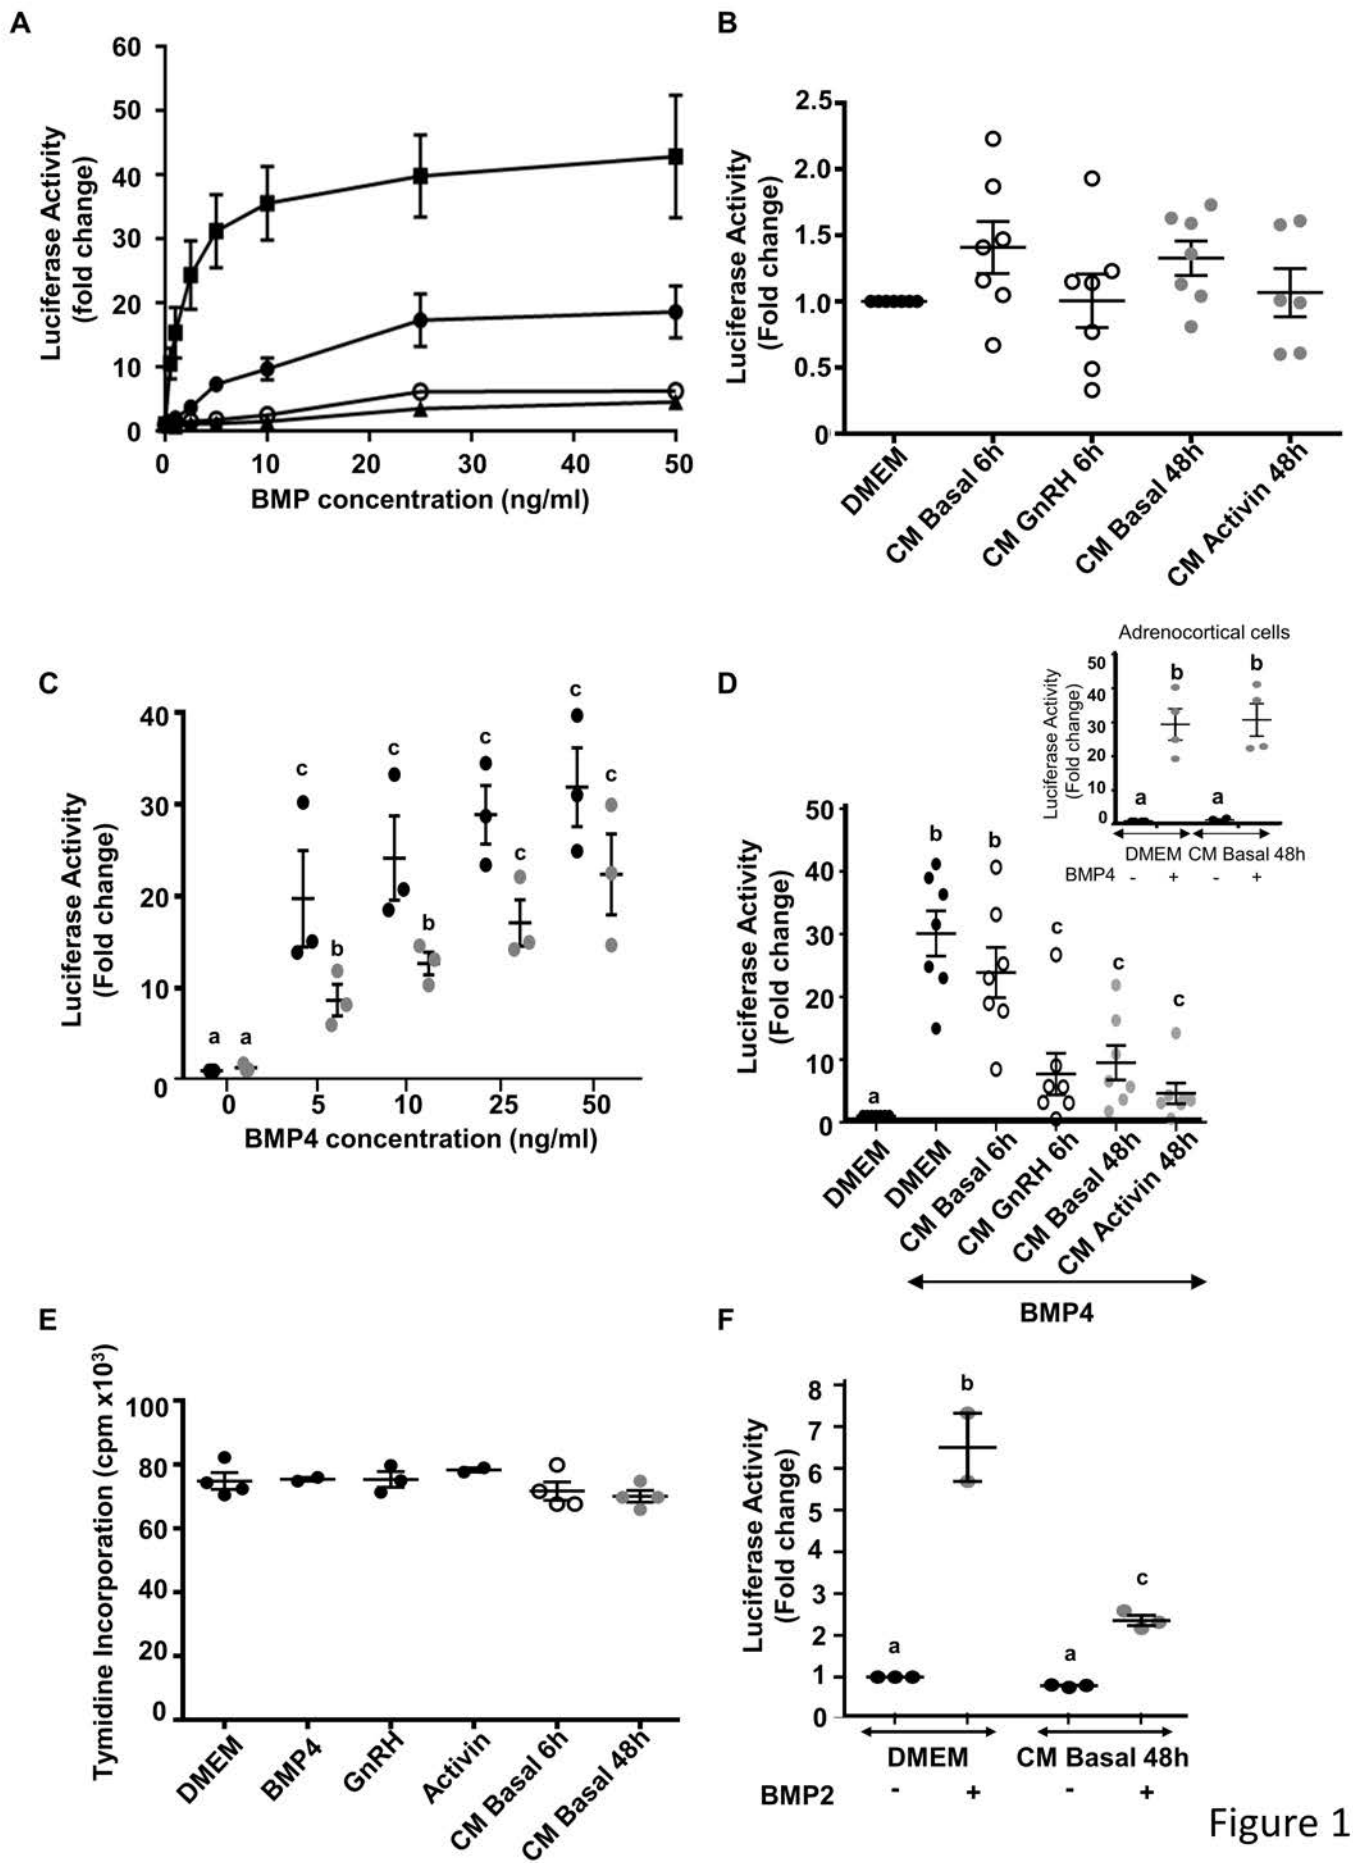 A
Luciferase Activity
(fold change)
60
50
40
30
20
10
0
0 10 20 30 40 50
BMP concentration (ng/ml)
B
Luciferase Activity
(Fold change)
2.5
2.0
1.5
1.0
0.5
0
DMEM
CM Basal 6h
CM GnRH 6h
CM Basal 48h
CM Activin 48h
C
Luciferase Activity
(Fold change)
40
30
20
10
0
a a c b c b c c c c
0 5 10 25 50
BMP4 concentration (ng/ml)
D
Luciferase Activity
(Fold change)
50
40
30
20
10
0
a b b c c c
DMEM
DMEM
CM Basal 6h
CM GnRH 6h
CM Basal 48h
CM Activin 48h
BMP4
Adrenocortical cells
Luciferase Activity
(Fold change)
50
40
30
20
10
0
a b a b
DMEM CM Basal 48h
BMP4 - + - +
E
Tymidine Incorporation (cpm x10³)
100
80
60
40
20
0
DMEM
BMP4
GnRH
Activin
CM Basal 6h
CM Basal 48h
F
Luciferase Activity
(Fold change)
8
7
6
5
4
3
2
1
0
a b a c
DMEM CM Basal 48h
BMP2 - + - +
Figure 1